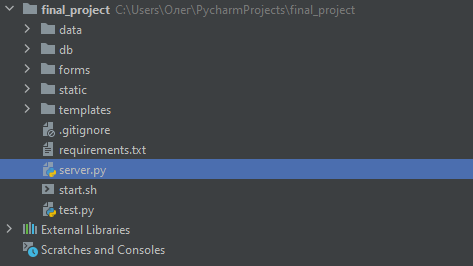 final_project C:\Users\Олег\PycharmProjects\final_project
data
db
forms
static
templates
.gitignore
requirements.txt
server.py
start.sh
test.py
External Libraries
Scratches and Consoles